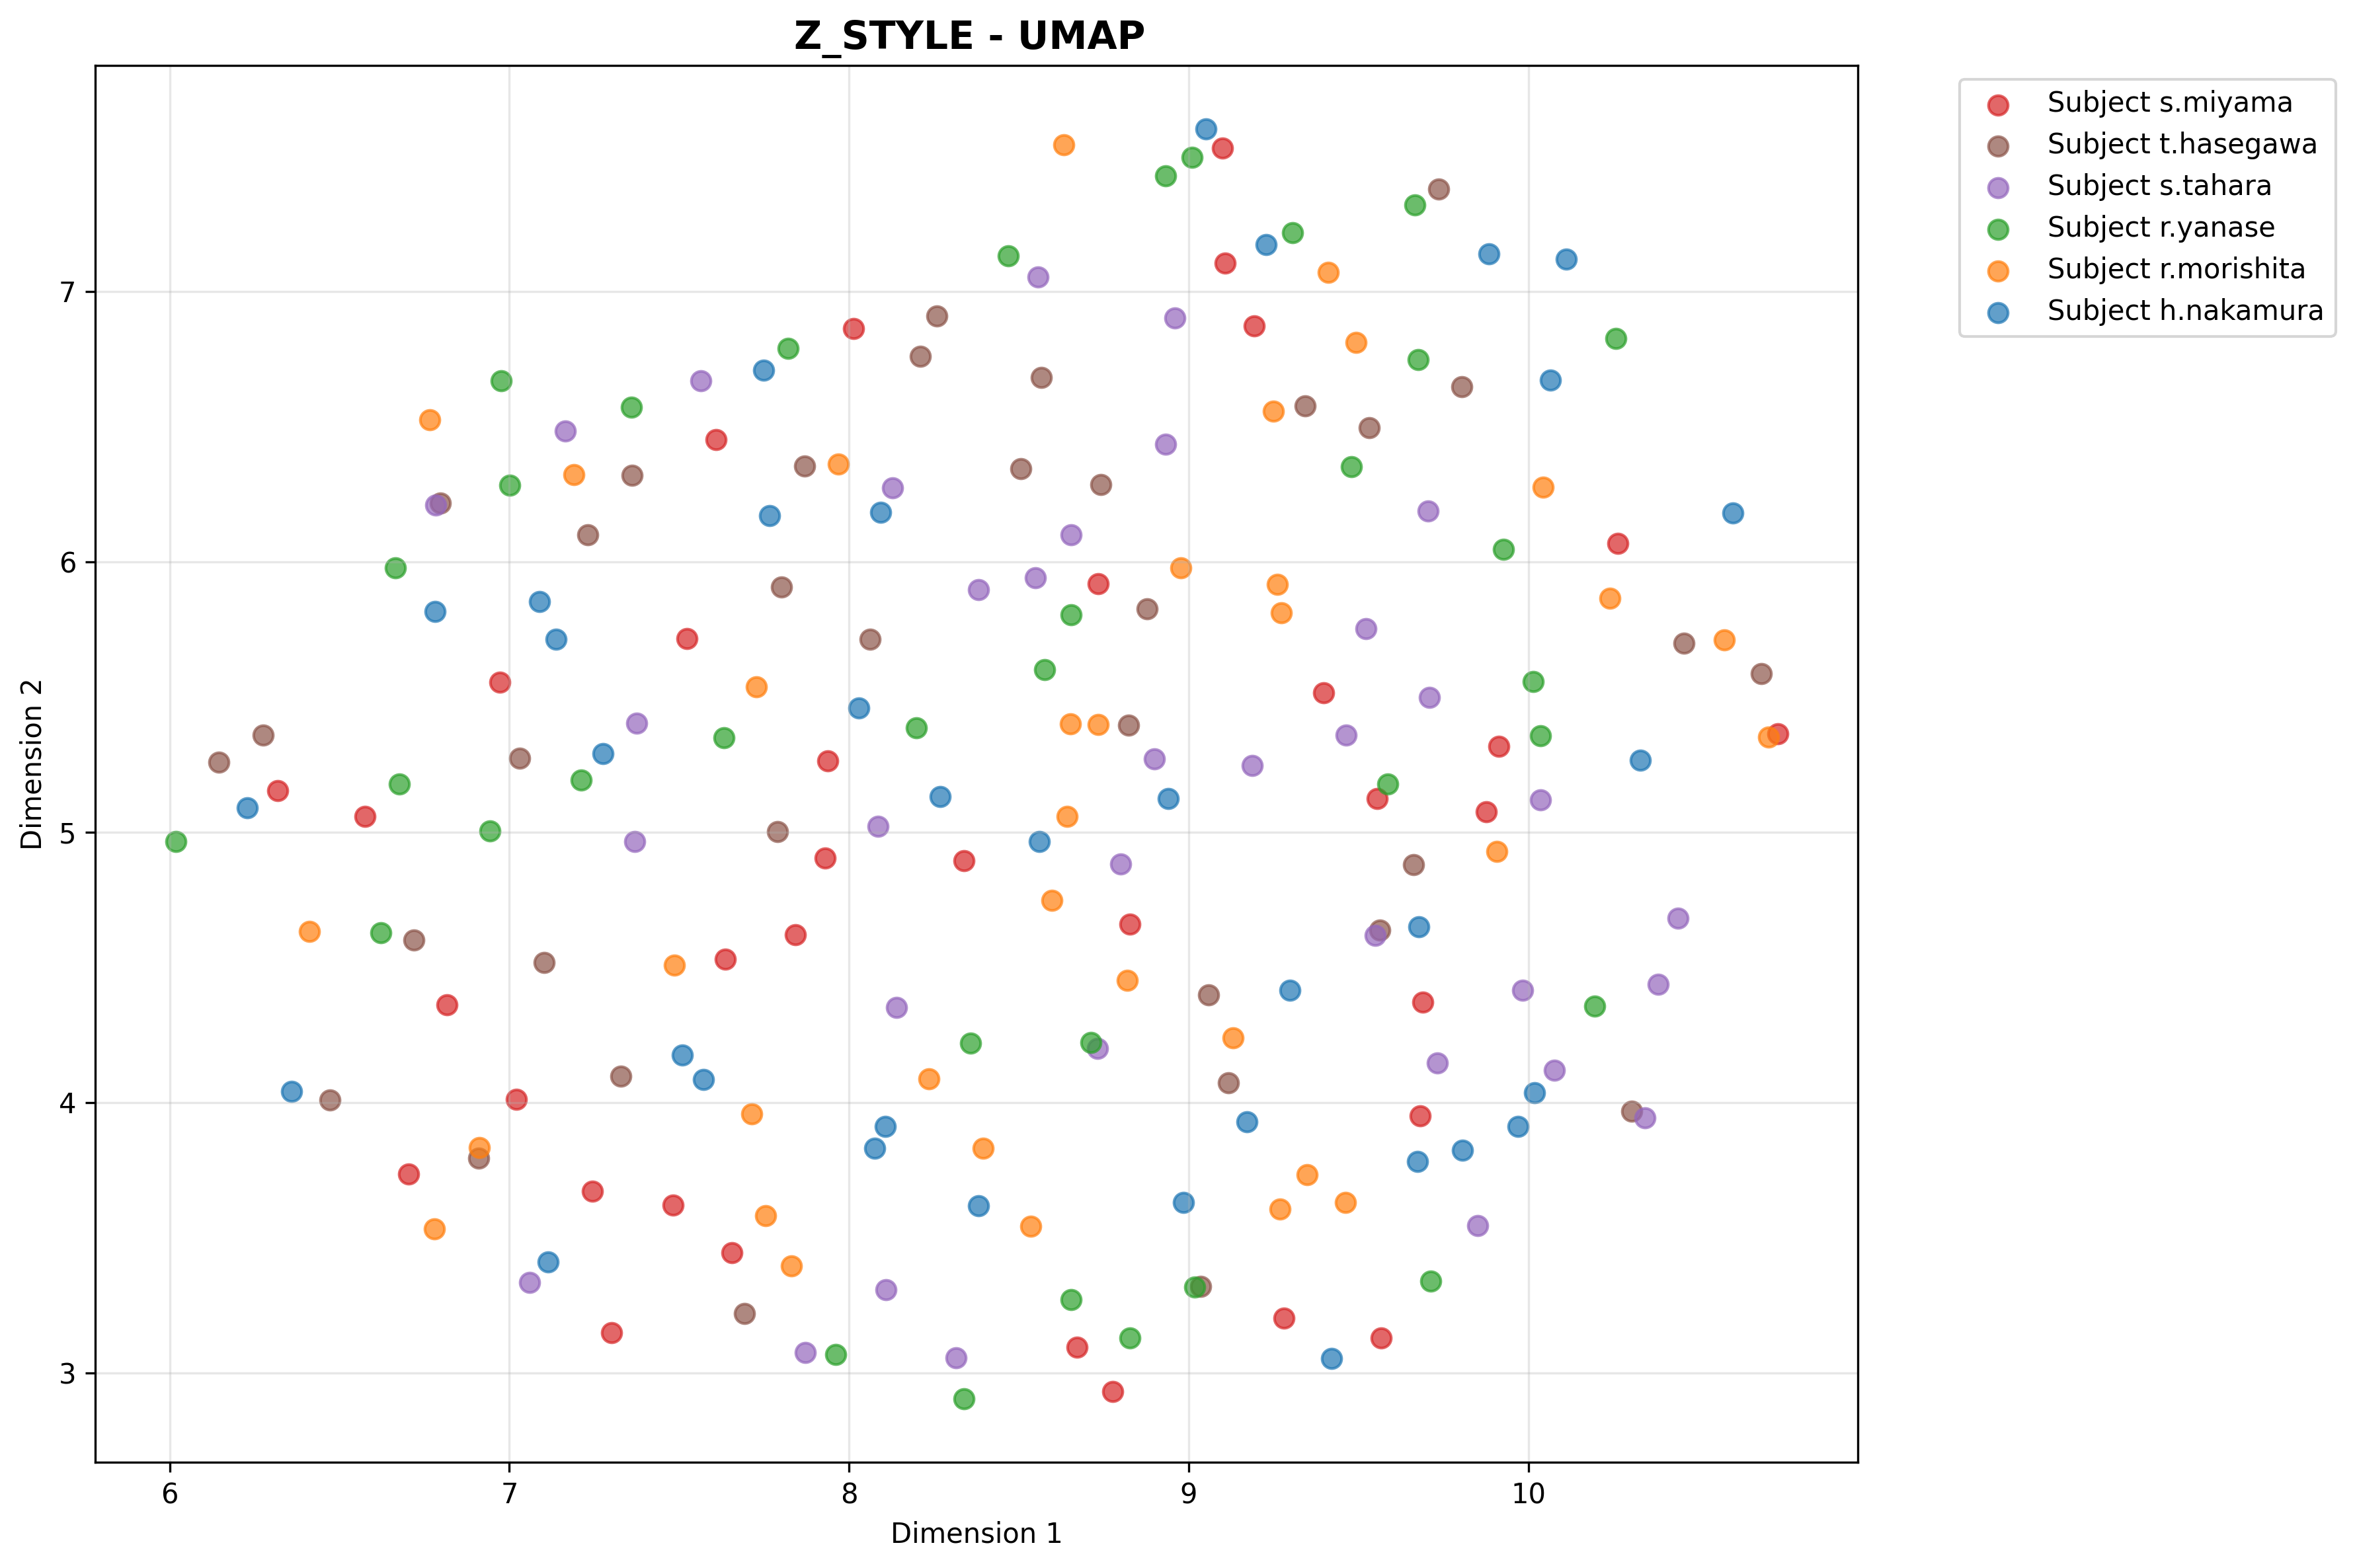 Z_STYLE - UMAP
Subject s.miyama
Subject t.hasegawa
Subject s.tahara
Subject r.yanase
Subject r.morishita
Subject h.nakamura
Dimension 2
7
6
5
4
3
6 7 8 9 10
Dimension 1